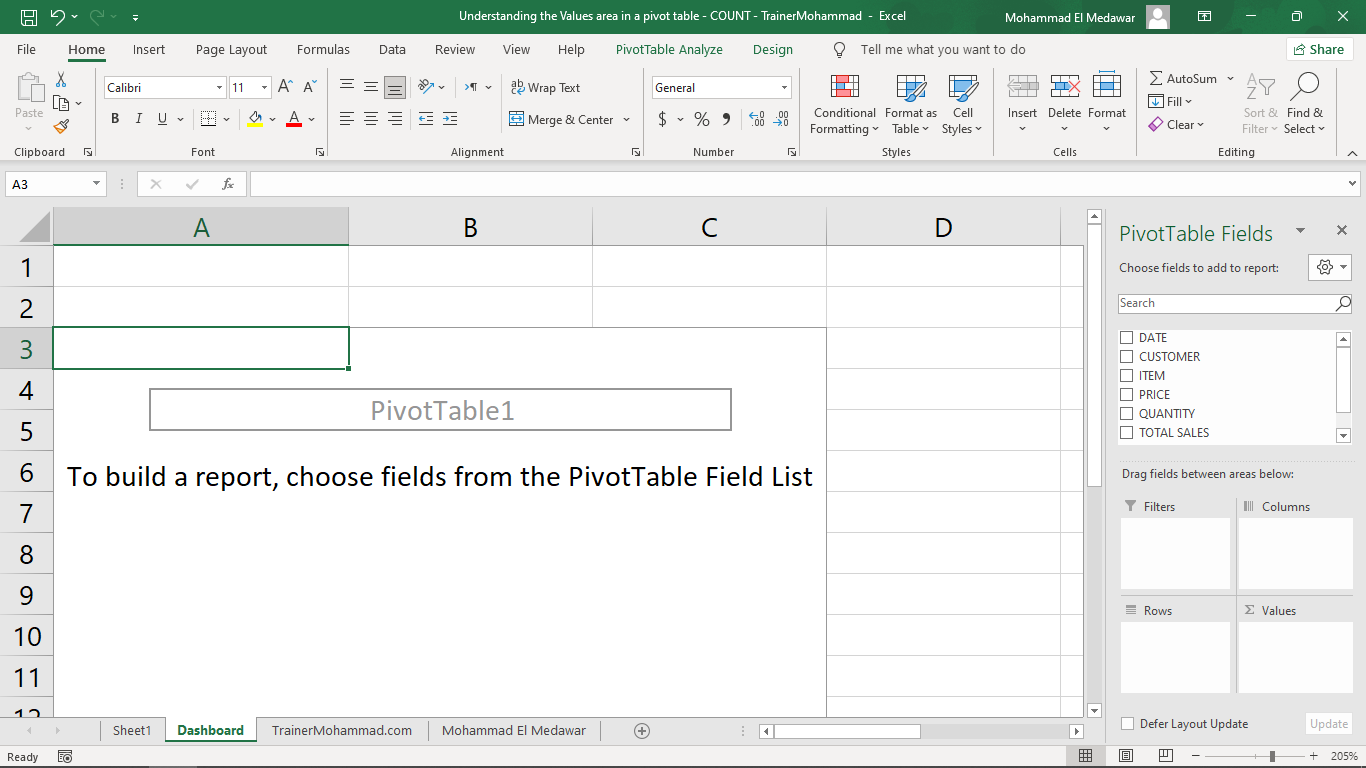 Understanding the Values area in a pivot table - COUNT - TrainerMohammad - Excel
Mohammad El Medawar
File Home Insert Page Layout Formulas Data Review View Help PivotTable Analyze Design Tell me what you want to do Share
Paste
Clipboard
Calibri 11
B I U A
Font
Wrap Text
Merge & Center
Alignment
General
$ % 9
Number
Conditional Formatting
Format as Table
Cell Styles
Styles
Insert Delete Format
Cells
AutoSum
Fill
Clear
Sort & Filter
Find & Select
Editing
A3 fx
A B C D
1
2
3
4
5
6
7
8
9
10
11
12
PivotTable1
To build a report, choose fields from the PivotTable Field List
PivotTable Fields
Choose fields to add to report:
Search
DATE
CUSTOMER
ITEM
PRICE
QUANTITY
TOTAL SALES
Drag fields between areas below:
Filters Columns
Rows Σ Values
Defer Layout Update Update
Sheet1 Dashboard TrainerMohammad.com Mohammad El Medawar
Ready 205%